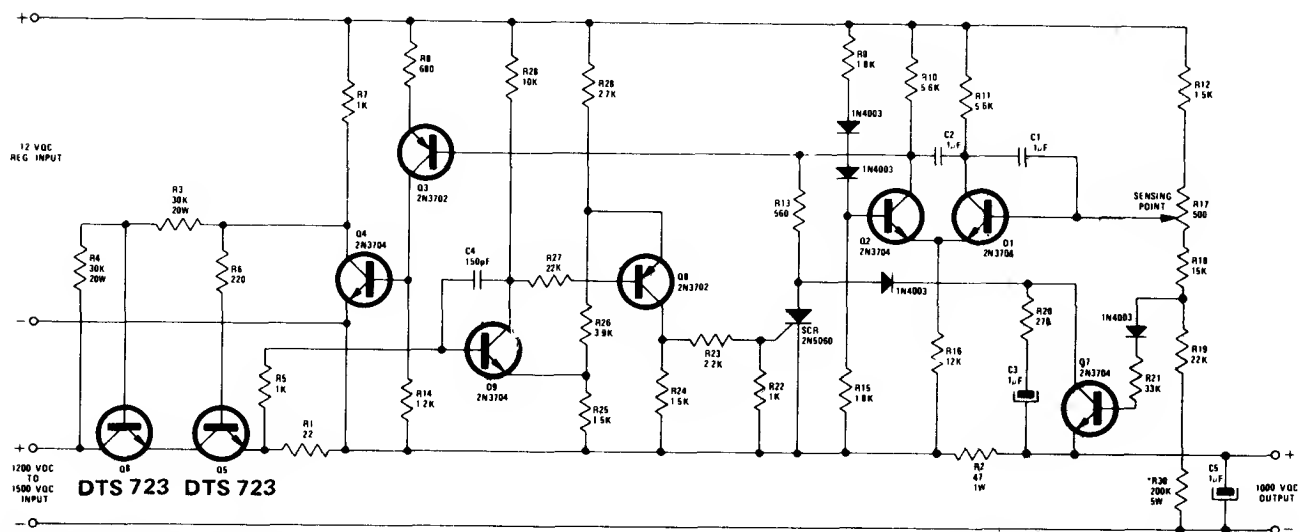 +
R7
1K
R8
680
R28
10K
R28
2.7K
R9
1.8K
R10
5.6K
R11
5.6K
R12
1.5K
12 VDC
REG INPUT
1N4003
1N4003
C2
1µF
C1
1µF
Q3
2N3702
R3
30K
20W
R13
560
SENSING
POINT
R17
500
R4
30K
20W
R6
220
Q4
2N3704
C4
150pF
R27
22K
Q8
2N3702
Q2
2N3704
Q1
2N3704
R18
15K
1N4003
R26
3.9K
SCR
2N5060
R20
270
1N4003
−
R5
1K
Q9
2N3704
R23
2.2K
R16
12K
R19
22K
Q7
2N3704
R21
33K
R14
1.2K
R25
1.5K
R24
1.5K
R22
1K
R15
1.8K
C3
1µF
R1
22
+
Q6
Q5
DTS 723 DTS 723
1200 VDC
TO
1500 VDC
INPUT
R2
47
1W
*R30
200K
5W
C5
1µF
+
1000 VDC
OUTPUT
−
−